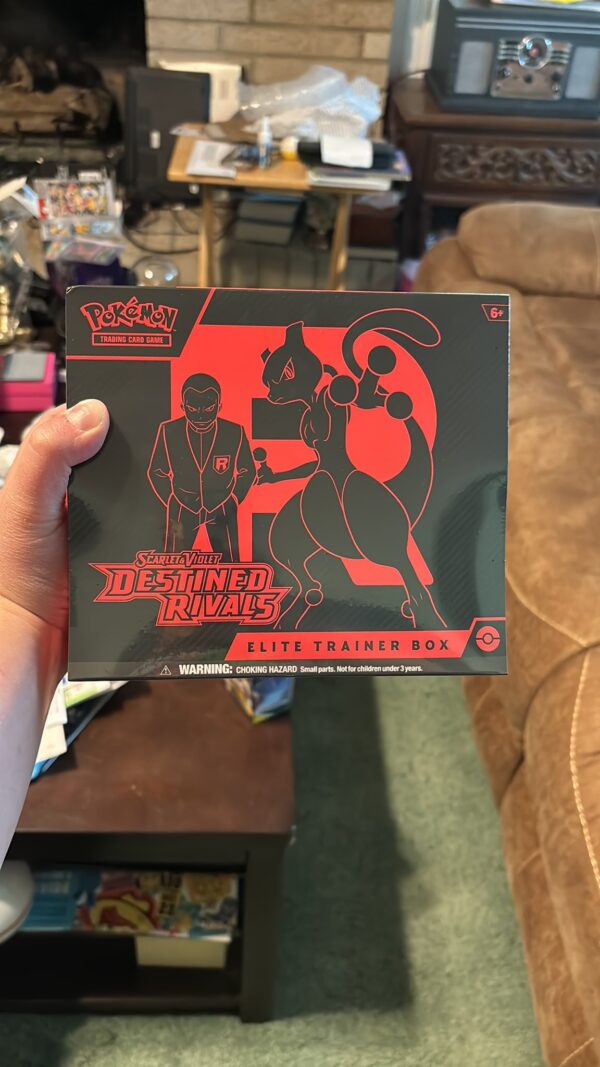 POKéMON
TRADING CARD GAME
6+
R
SCARLET & VIOLET
DESTINED
RIVALS
ELITE TRAINER BOX
WARNING: CHOKING HAZARD Small parts. Not for children under 3 years.